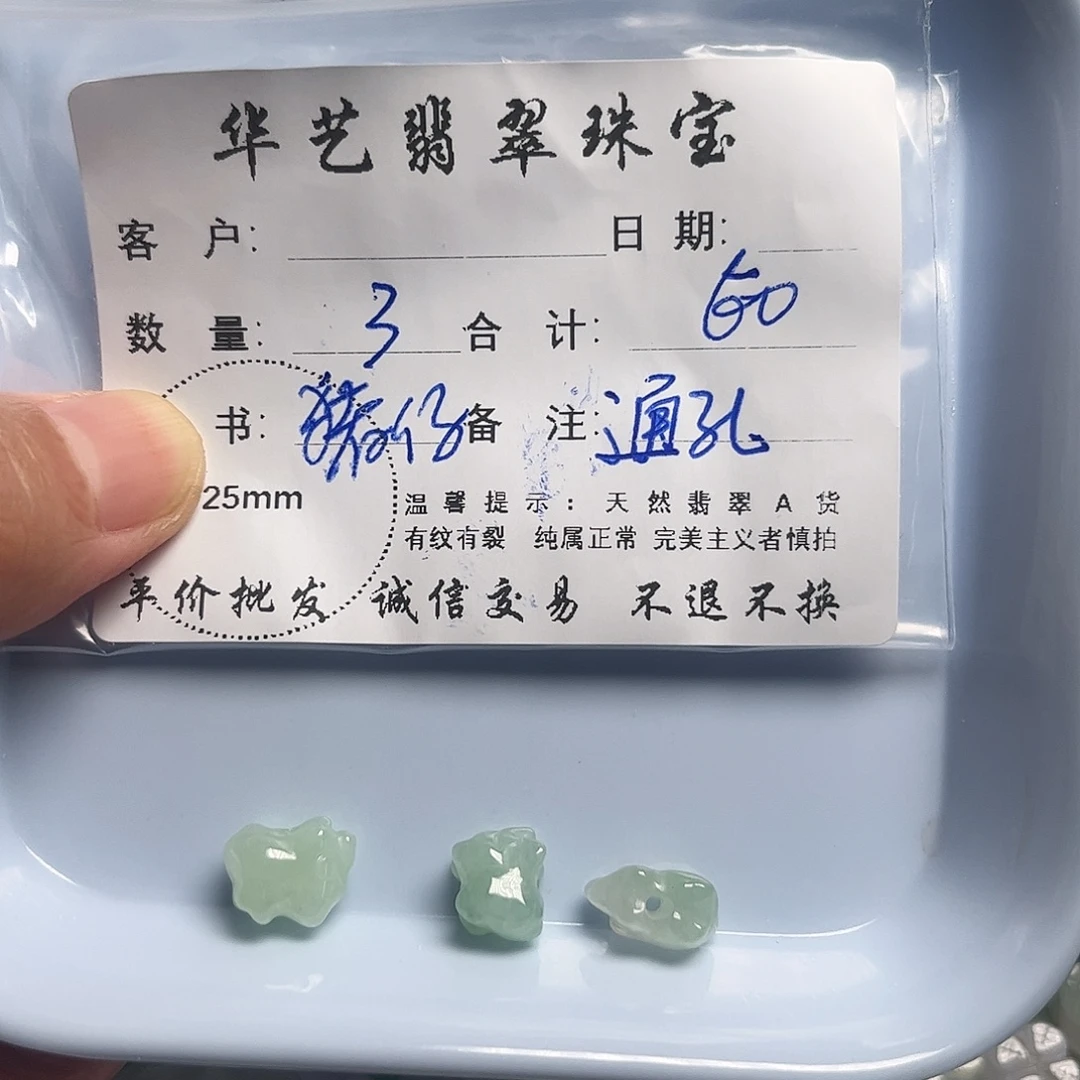 华艺翡翠珠宝
客户: 日期:
数量: 3 合计: 60
书: 猪仔 备注: 通孔
25mm 温馨提示: 天然翡翠A货
有纹有裂 纯属正常 完美主义者慎拍
平价批发 诚信交易 不退不换